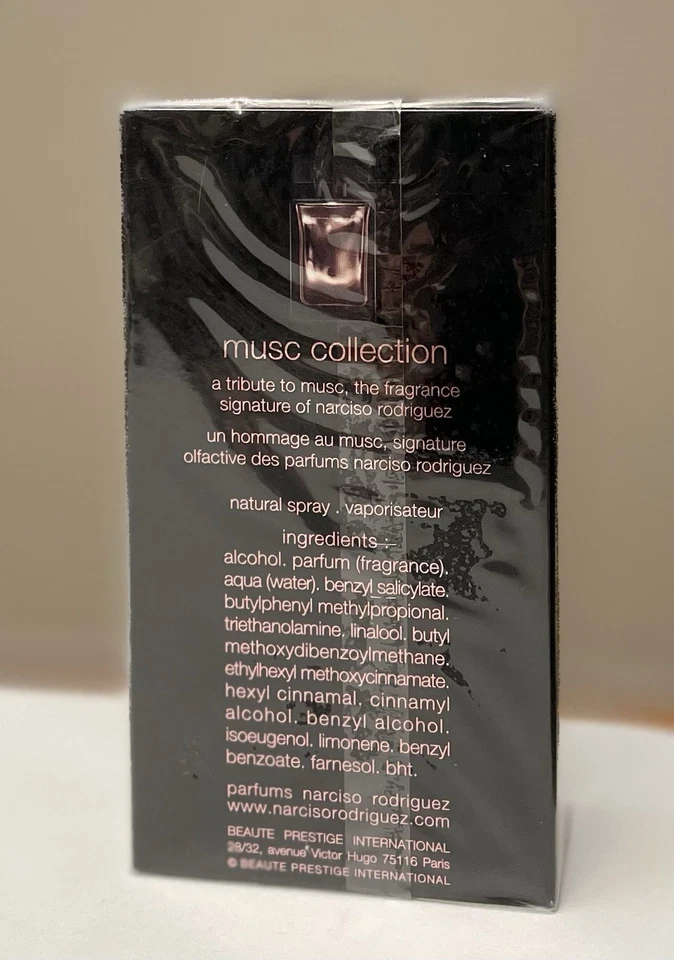 musc collection
a tribute to musc, the fragrance
signature of narciso rodriguez
un hommage au musc, signature
olfactive des parfums narciso rodriguez
natural spray . vaporisateur
ingredients :
alcohol. parfum (fragrance).
aqua (water). benzyl salicylate.
butylphenyl methylpropional.
triethanolamine. linalool. butyl
methoxydibenzoylmethane.
ethylhexyl methoxycinnamate.
hexyl cinnamal. cinnamyl
alcohol. benzyl alcohol.
isoeugenol. limonene. benzyl
benzoate. farnesol. bht.
parfums narciso rodriguez
www.narcisorodriguez.com
BEAUTE PRESTIGE INTERNATIONAL
28/32, avenue Victor Hugo 75116 Paris
© BEAUTE PRESTIGE INTERNATIONAL